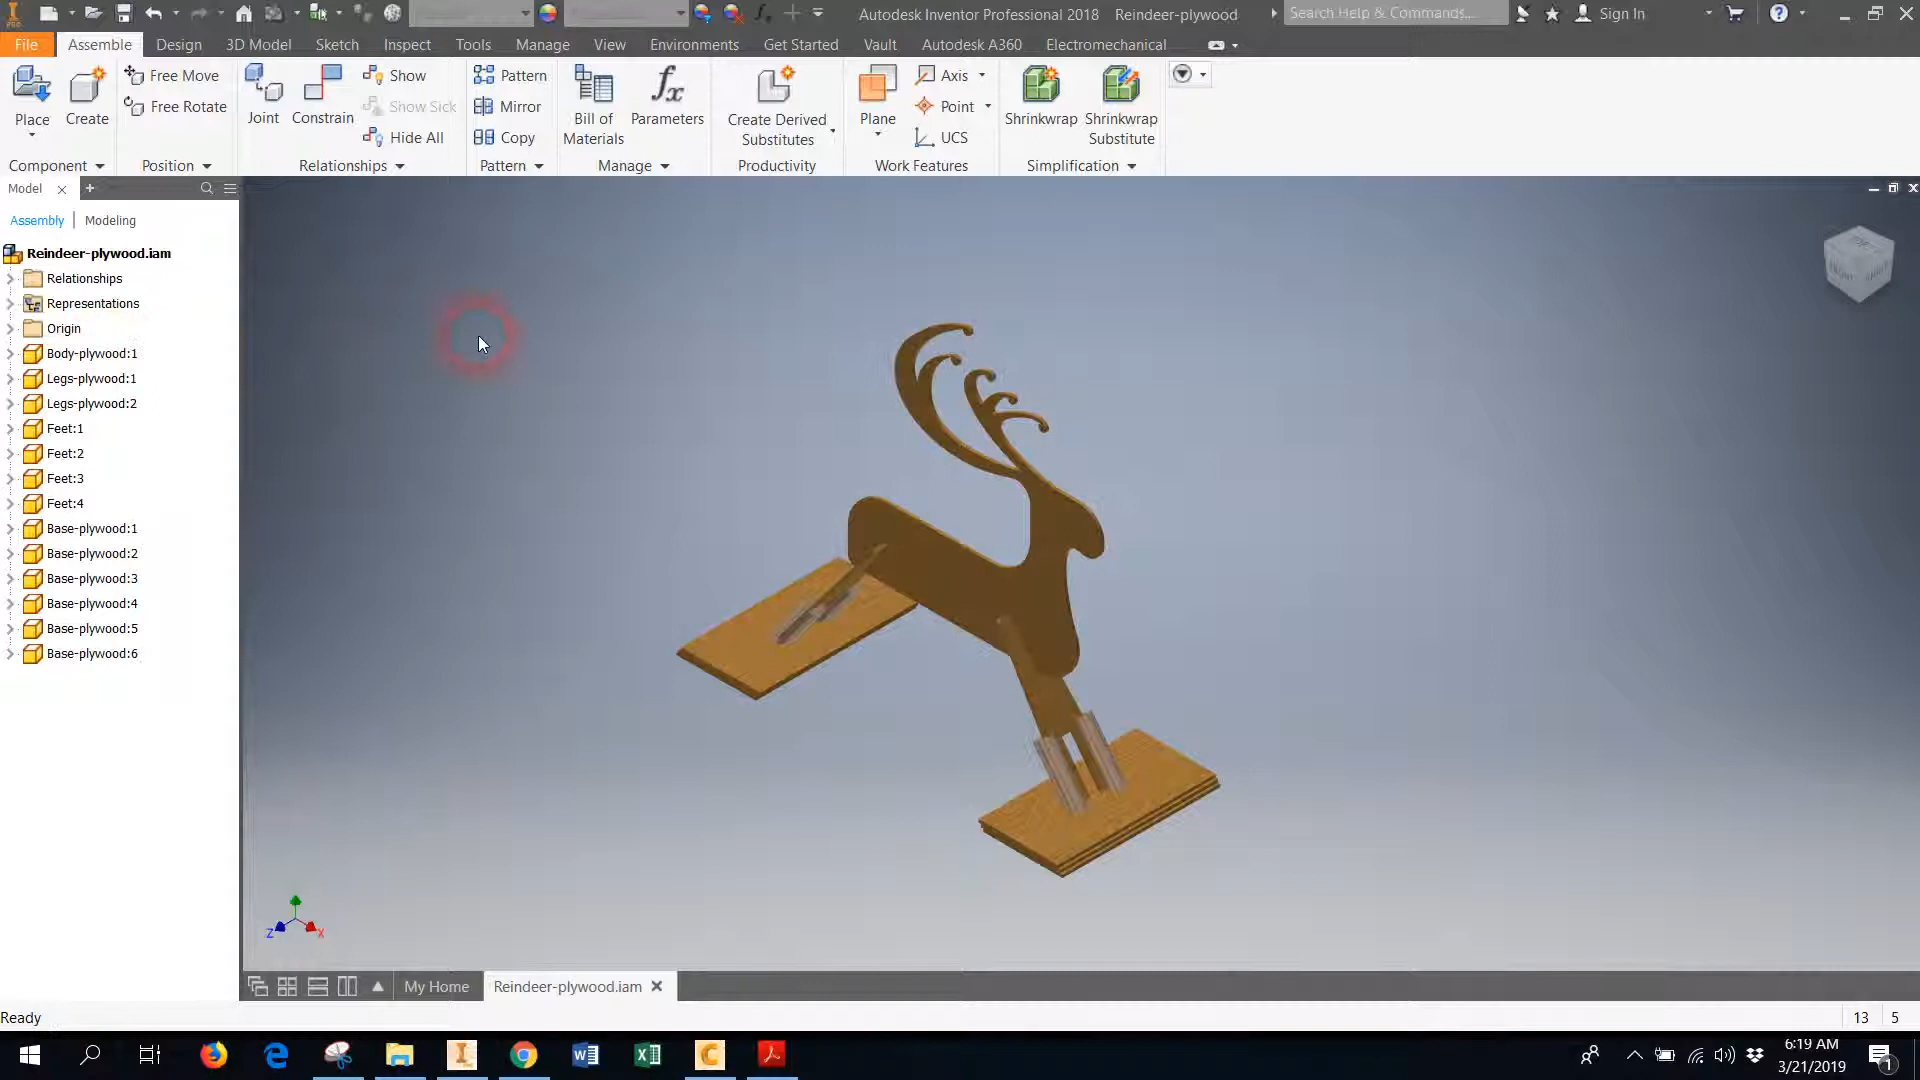 Autodesk Inventor Professional 2018 Reindeer-plywood Search Help & Commands... Sign In
File Assemble Design 3D Model Sketch Inspect Tools Manage View Environments Get Started Vault Autodesk A360 Electromechanical
Place
Create
Free Move
Free Rotate
Joint
Constrain
Show
Show Sick
Hide All
Pattern
Mirror
Copy
Bill of
Materials
Parameters
Create Derived
Substitutes
Plane
Axis
Point
UCS
Shrinkwrap
Shrinkwrap
Substitute
Component Position Relationships Pattern Manage Productivity Work Features Simplification
Model
Assembly Modeling
Reindeer-plywood.iam
Relationships
Representations
Origin
Body-plywood:1
Legs-plywood:1
Legs-plywood:2
Feet:1
Feet:2
Feet:3
Feet:4
Base-plywood:1
Base-plywood:2
Base-plywood:3
Base-plywood:4
Base-plywood:5
Base-plywood:6
Z X
My Home Reindeer-plywood.iam
Ready 13 5
6:19 AM
3/21/2019
1